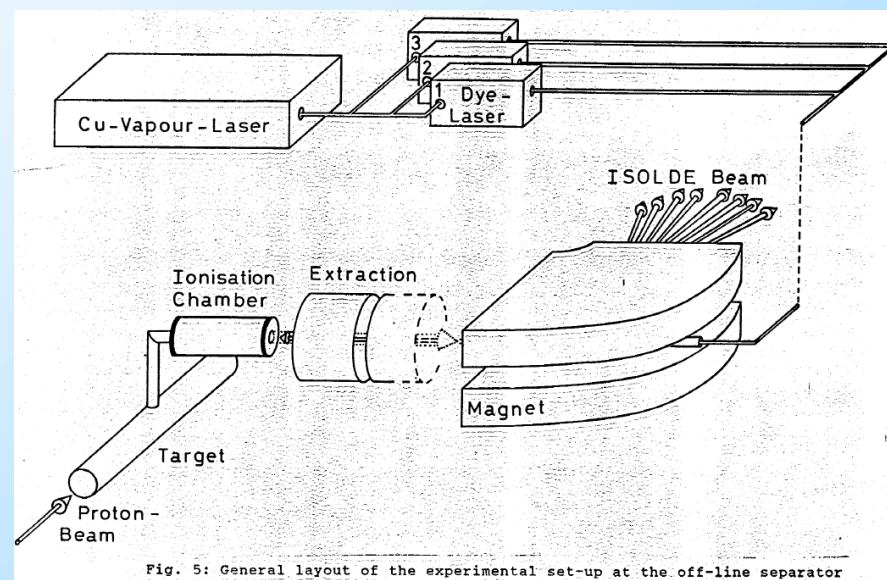 3
2
1
Dye-
Laser
Cu-Vapour-Laser
ISOLDE Beam
Ionisation
Chamber
Extraction
Magnet
Target
Proton-
Beam
Fig. 5: General layout of the experimental set-up at the off-line separator